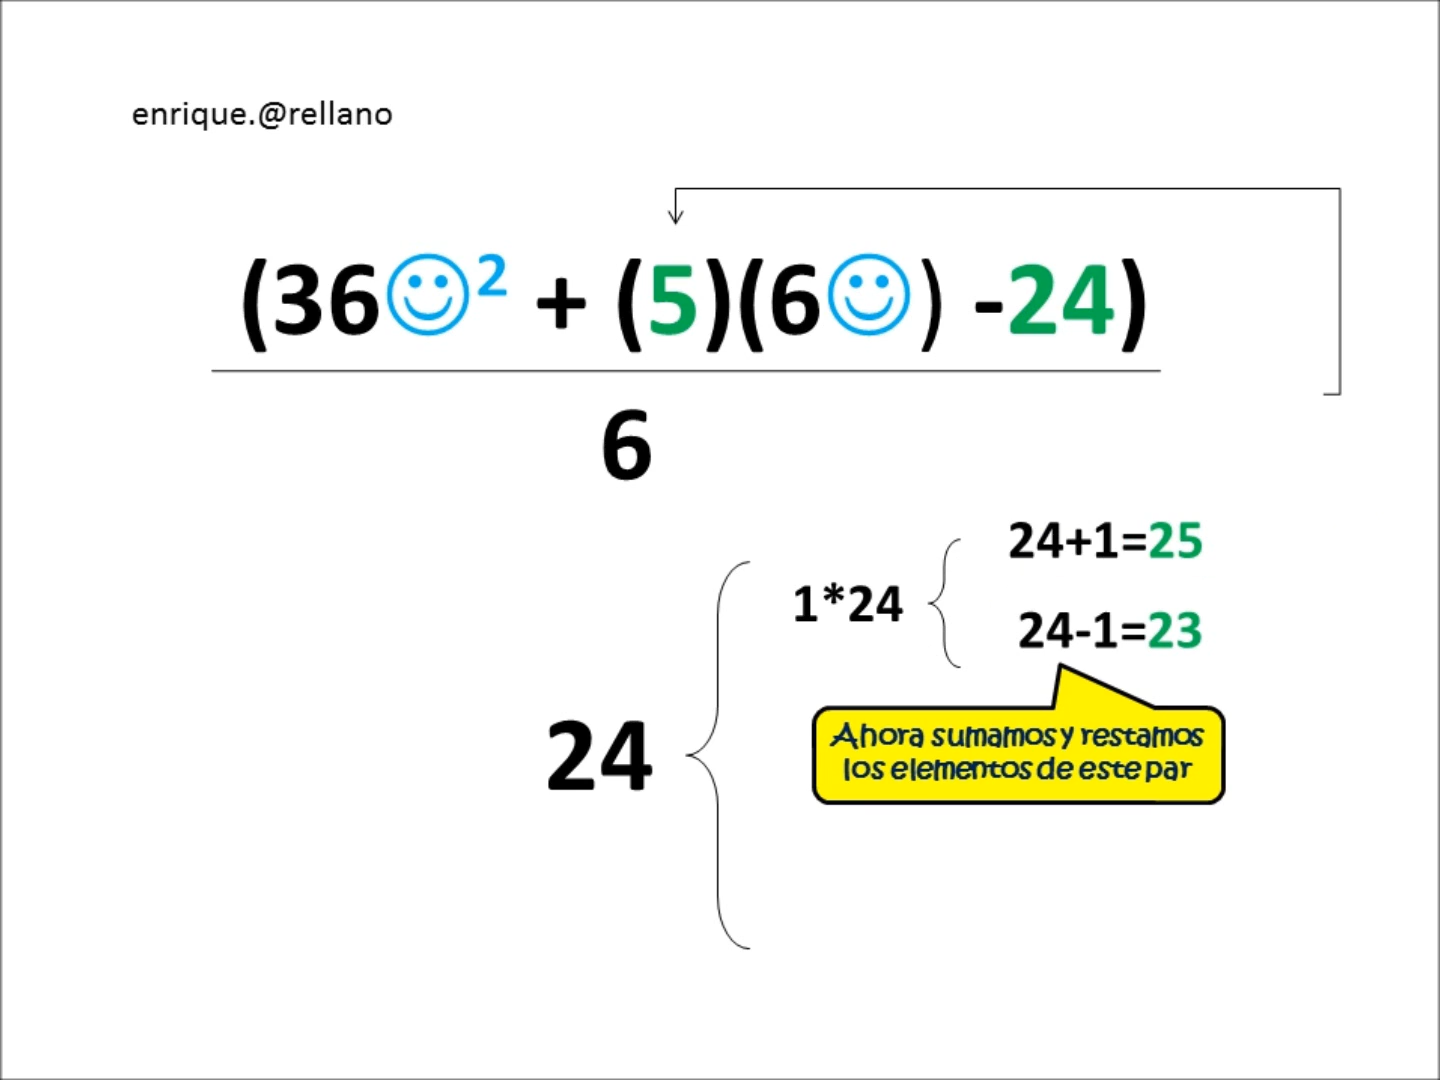 enrique.@rellano
(36☺² + (5)(6☺) -24)
6
24+1=25
1*24
24-1=23
24
Ahora sumamos y restamos
los elementos de este par